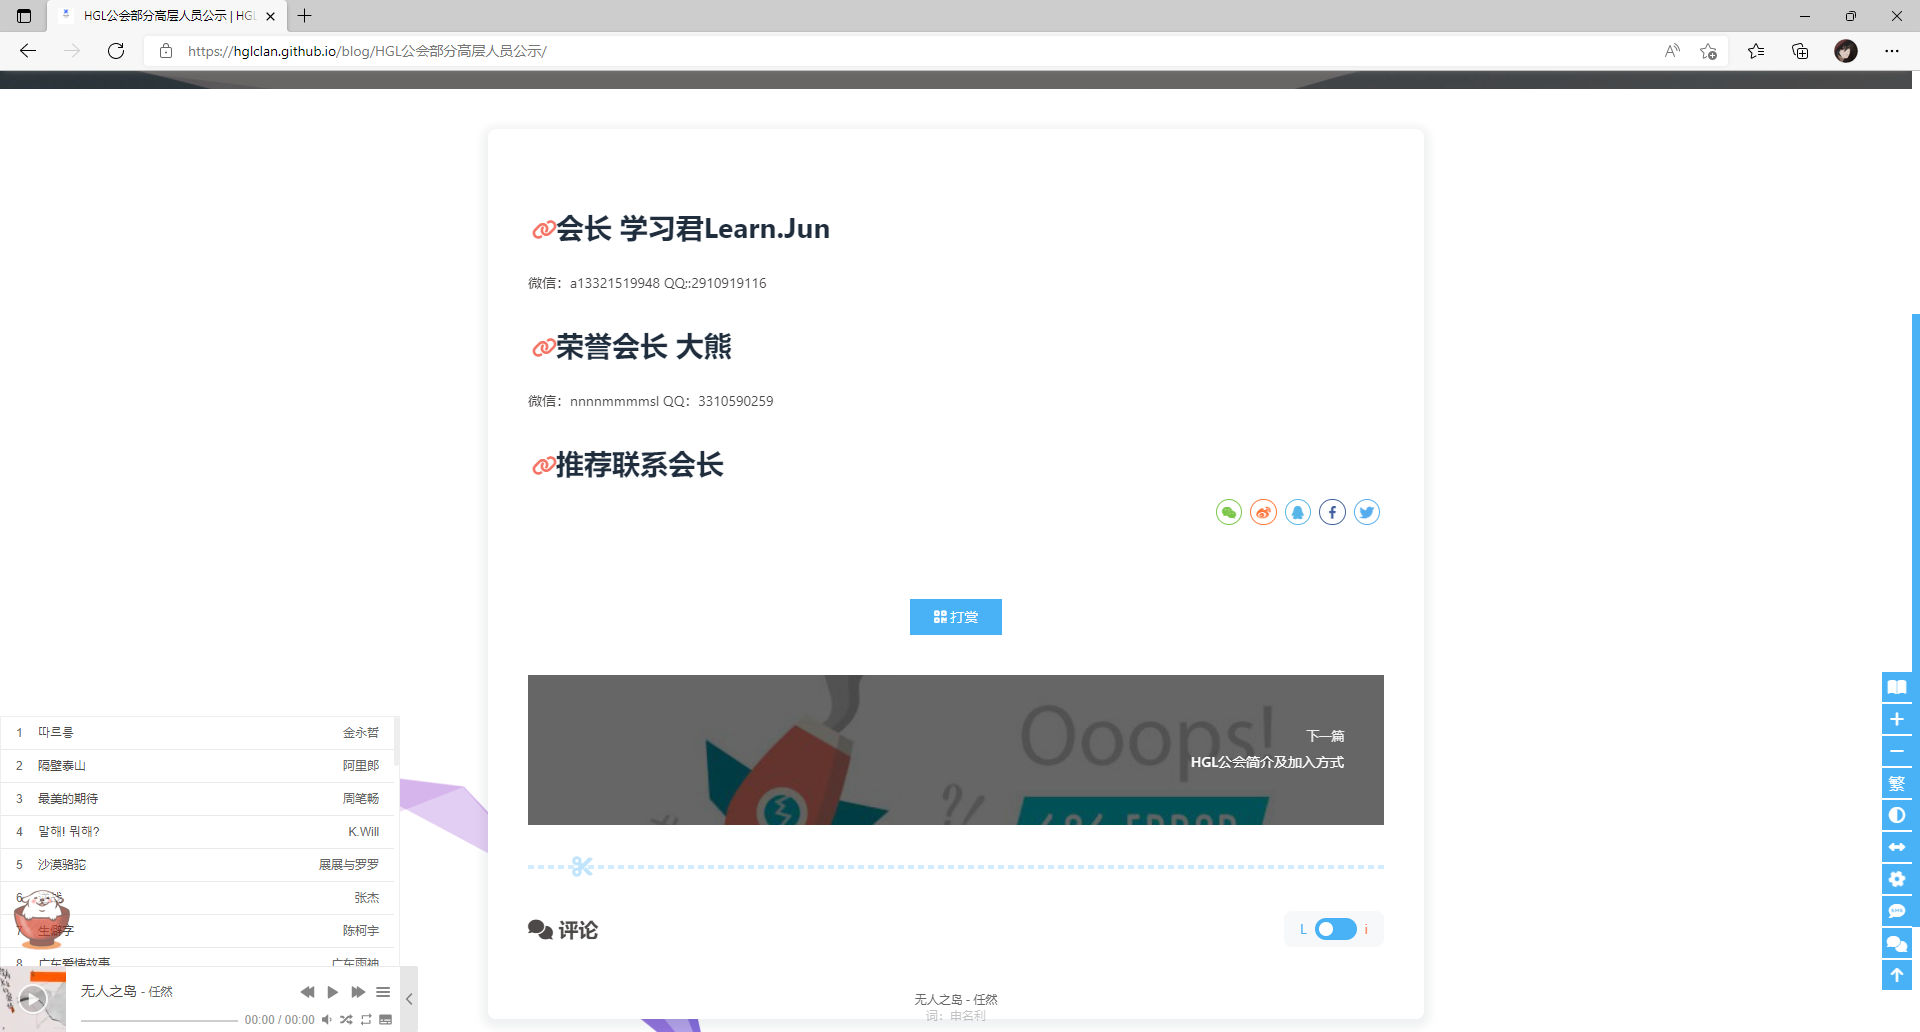 HGL公会部分高层人员公示 | HGL
https://hglclan.github.io/blog/HGL公会部分高层人员公示/
会长 学习君Learn.Jun
微信：a13321519948 QQ::2910919116
荣誉会长 大熊
微信：nnnnmmmmsl QQ：3310590259
推荐联系会长
打赏
Ooops!
下一篇
HGL公会简介及加入方式
404 ERROR
评论
L i
1 따르릉 金永哲
2 隔壁泰山 阿里郎
3 最美的期待 周笔畅
4 말해! 뭐해? K.Will
5 沙漠骆驼 展展与罗罗
6 张杰
7 生僻字 陈柯宇
8 广东爱情故事 广东雨神
无人之岛 - 任然
00:00 / 00:00
无人之岛 - 任然
词：申名利
繁